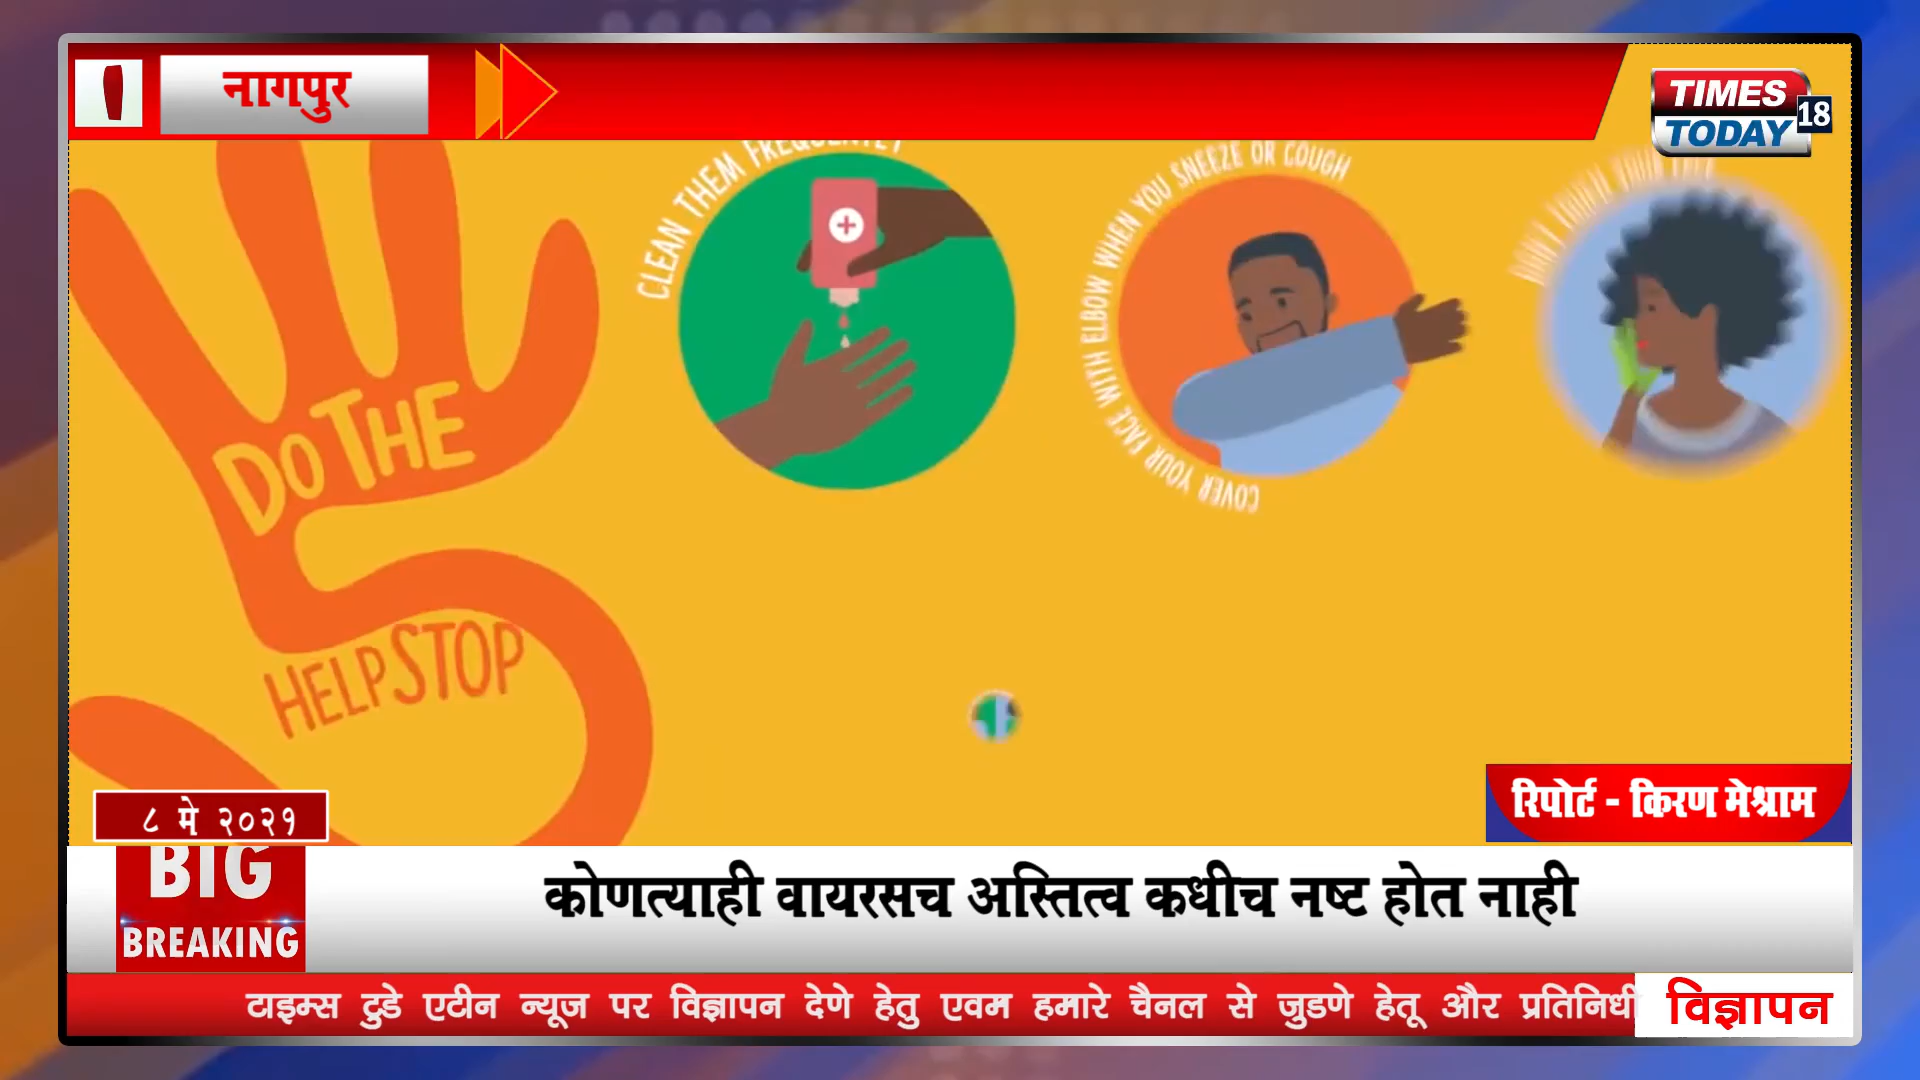 नागपुर
TIMES
TODAY
18
CLEAN THEM FREQUENTLY
COVER YOUR FACE WITH ELBOW WHEN YOU SNEEZE OR COUGH
DO THE
HELP STOP
रिपोर्ट - किरण मेश्राम
८ मे २०२१
BIG
BREAKING
कोणत्याही वायरसच अस्तित्व कधीच नष्ट होत नाही
टाइम्स टुडे एटीन न्यूज पर विज्ञापन देणे हेतु एवम हमारे चैनल से जुडणे हेतू और प्रतिनिधी
विज्ञापन